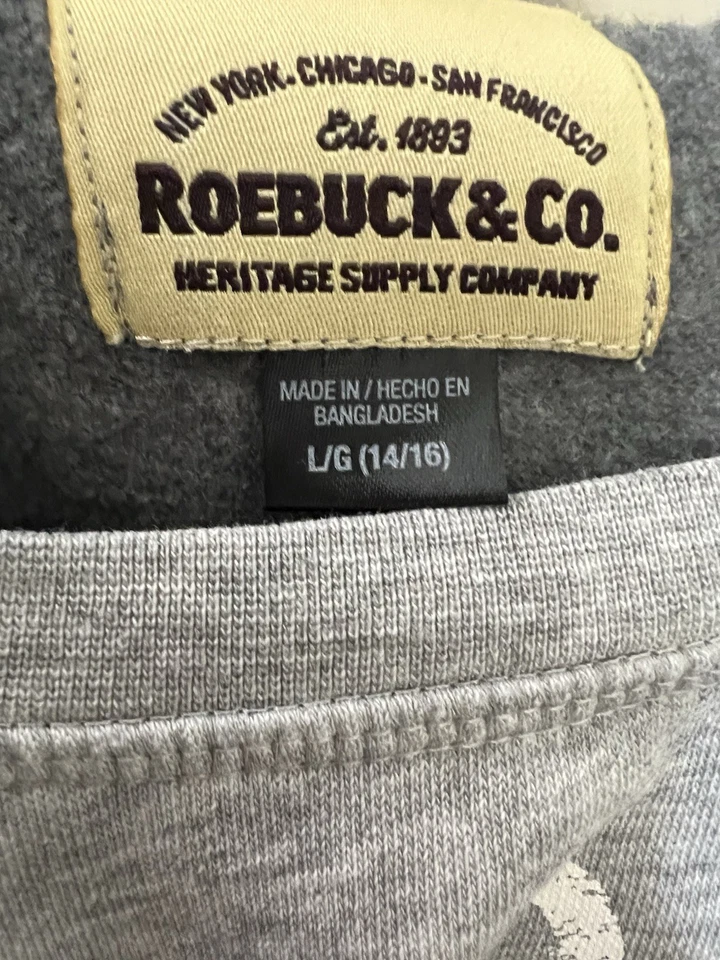 NEW YORK - CHICAGO - SAN FRANCISCO
Est. 1893
ROEBUCK & CO.
HERITAGE SUPPLY COMPANY
MADE IN / HECHO EN
BANGLADESH
L/G (14/16)